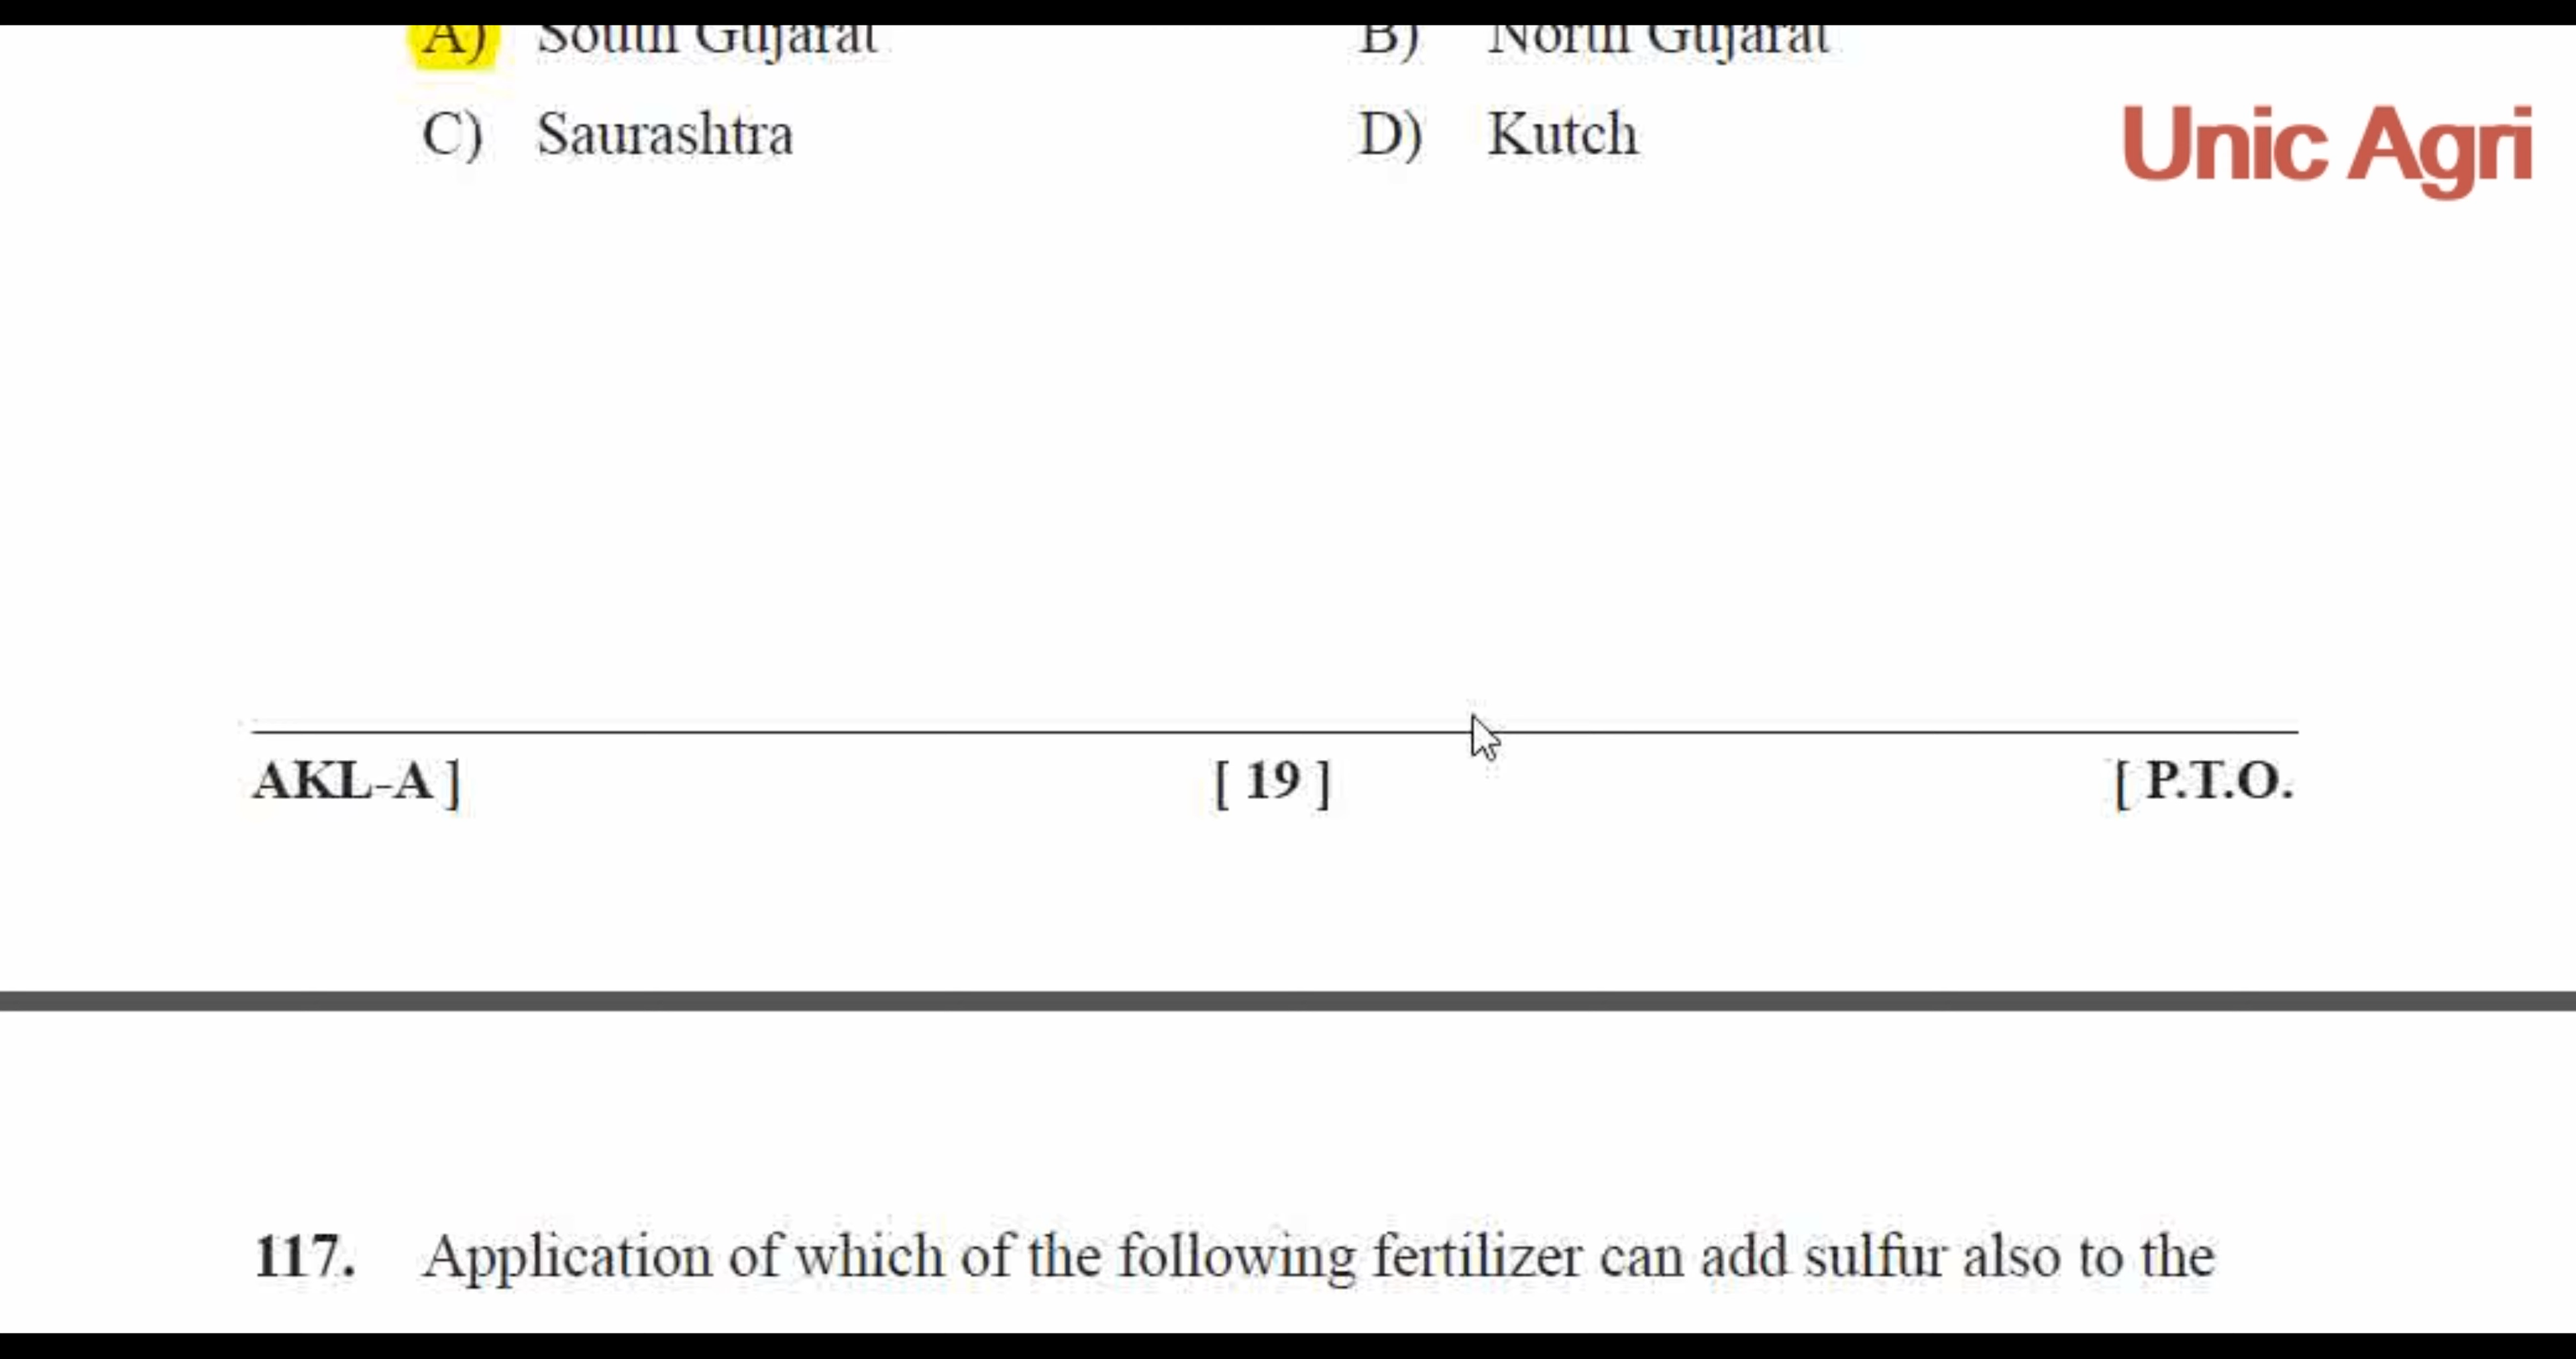 A) South Gujarat B) North Gujarat
C) Saurashtra D) Kutch
Unic Agri
AKL-A ] [ 19 ] [ P.T.O.
117. Application of which of the following fertilizer can add sulfur also to the